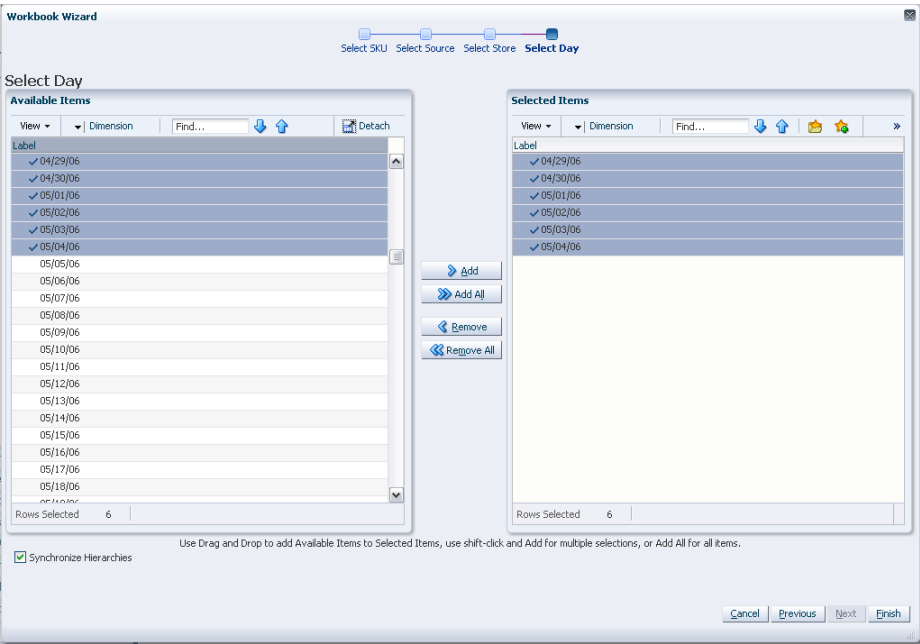 Workbook Wizard
Select SKU Select Source Select Store Select Day
Select Day
Available Items
View Dimension Find... Detach
Label
04/29/06
04/30/06
05/01/06
05/02/06
05/03/06
05/04/06
05/05/06
05/06/06
05/07/06
05/08/06
05/09/06
05/10/06
05/11/06
05/12/06
05/13/06
05/14/06
05/15/06
05/16/06
05/17/06
05/18/06
Rows Selected 6
Add
Add All
Remove
Remove All
Selected Items
View Dimension Find... »
Label
04/29/06
04/30/06
05/01/06
05/02/06
05/03/06
05/04/06
Rows Selected 6
Use Drag and Drop to add Available Items to Selected Items, use shift-click and Add for multiple selections, or Add All for all items.
Synchronize Hierarchies
Cancel Previous Next Finish